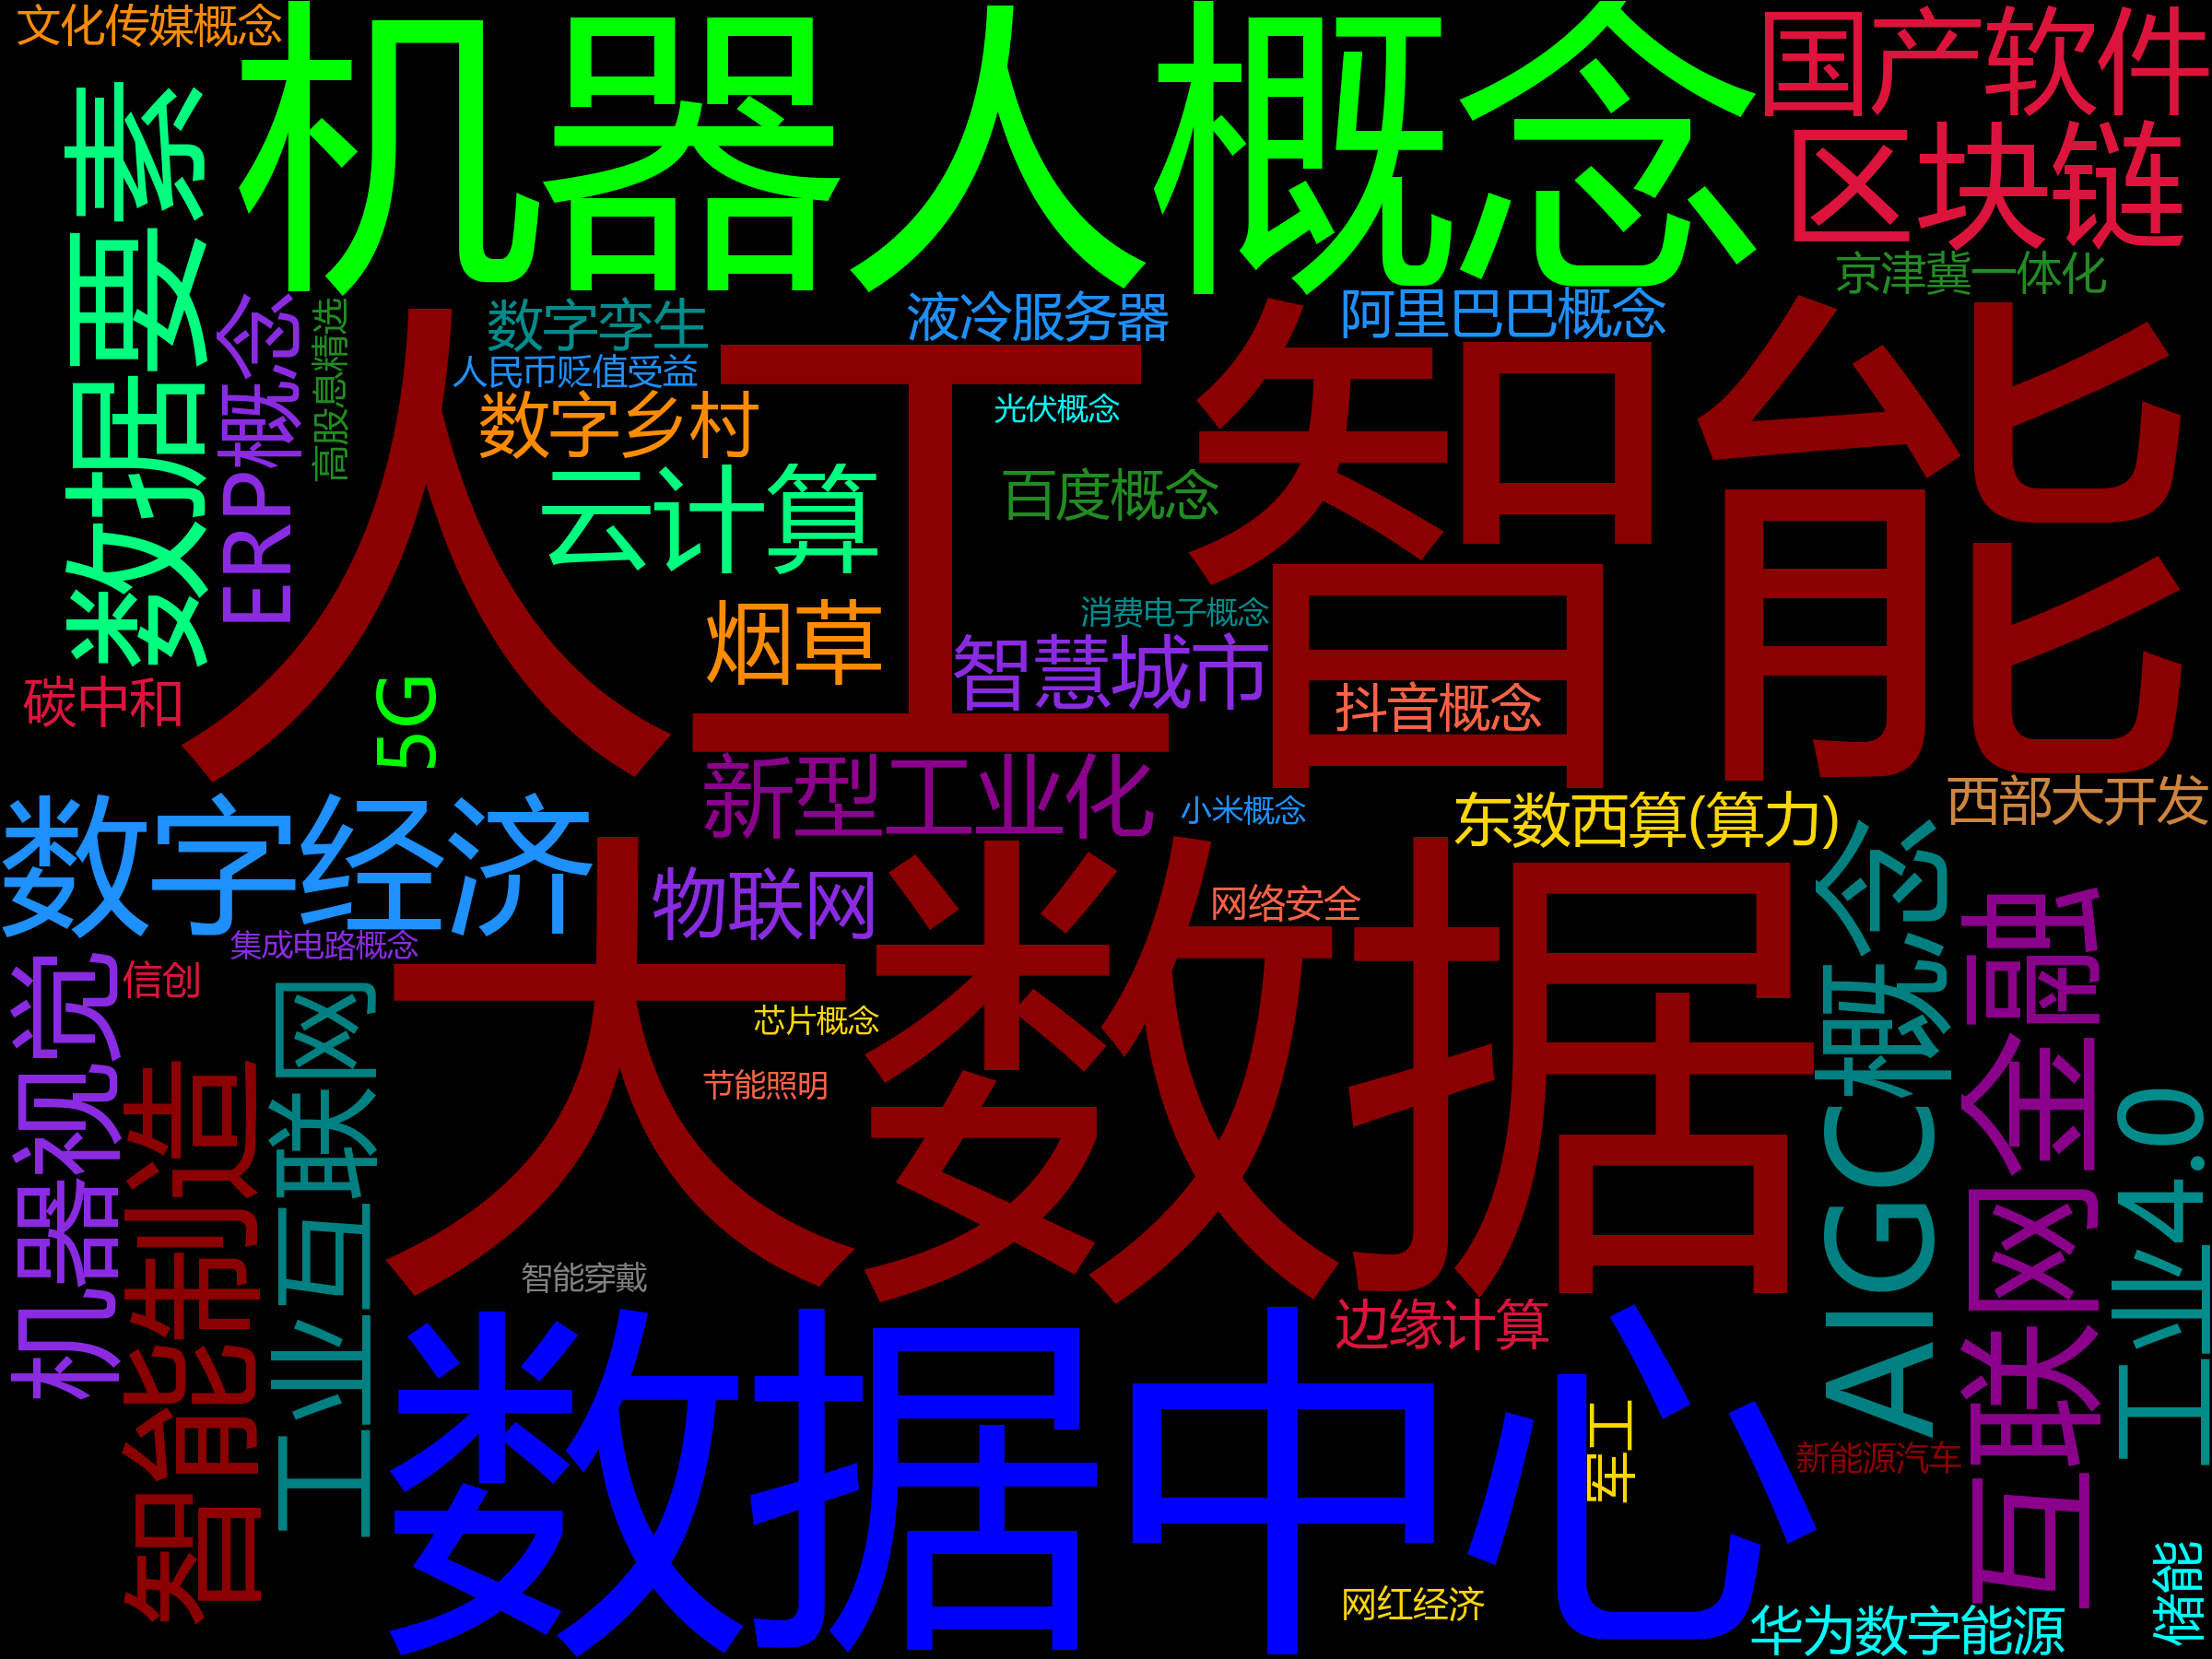 文化传媒概念
机器人概念
国产软件
区块链
京津冀一体化
数据要素
ERP概念
高股息精选
数字孪生
液冷服务器
阿里巴巴概念
人民币贬值受益
人工智能
数字乡村
光伏概念
云计算
百度概念
烟草
消费电子概念
智慧城市
碳中和
5G
抖音概念
新型工业化
小米概念
东数西算(算力)
西部大开发
数字经济
大数据
物联网
网络安全
AIGC概念
互联网金融
集成电路概念
信创
机器视觉
智能制造
工业互联网
芯片概念
节能照明
工业4.0
智能穿戴
边缘计算
数据中心
军工
新能源汽车
网红经济
华为数字能源
储能